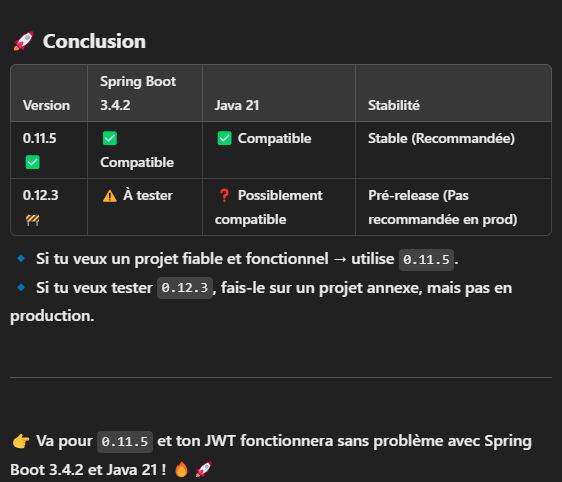 🚀 Conclusion
Spring Boot
Version 3.4.2 Java 21 Stabilité
0.11.5 ✅ ✅ Compatible Stable (Recommandée)
✅ Compatible
0.12.3 ⚠️ À tester ❓ Possiblement Pré-release (Pas
🚧 compatible recommandée en prod)
🔹 Si tu veux un projet fiable et fonctionnel → utilise 0.11.5.
🔹 Si tu veux tester 0.12.3, fais-le sur un projet annexe, mais pas en
production.
👉 Va pour 0.11.5 et ton JWT fonctionnera sans problème avec Spring
Boot 3.4.2 et Java 21 ! 🔥 🚀